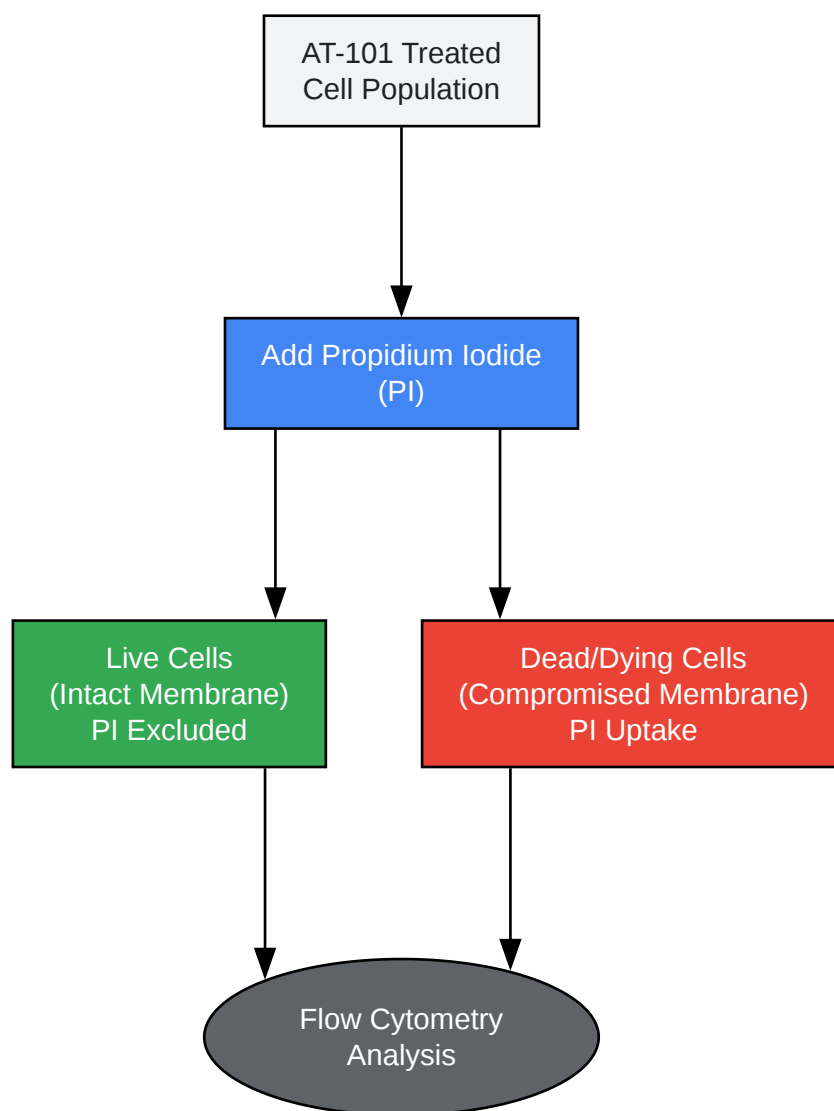 AT-101 Treated
Cell Population
Add Propidium Iodide
(PI)
Live Cells
(Intact Membrane)
PI Excluded
Dead/Dying Cells
(Compromised Membrane)
PI Uptake
Flow Cytometry
Analysis